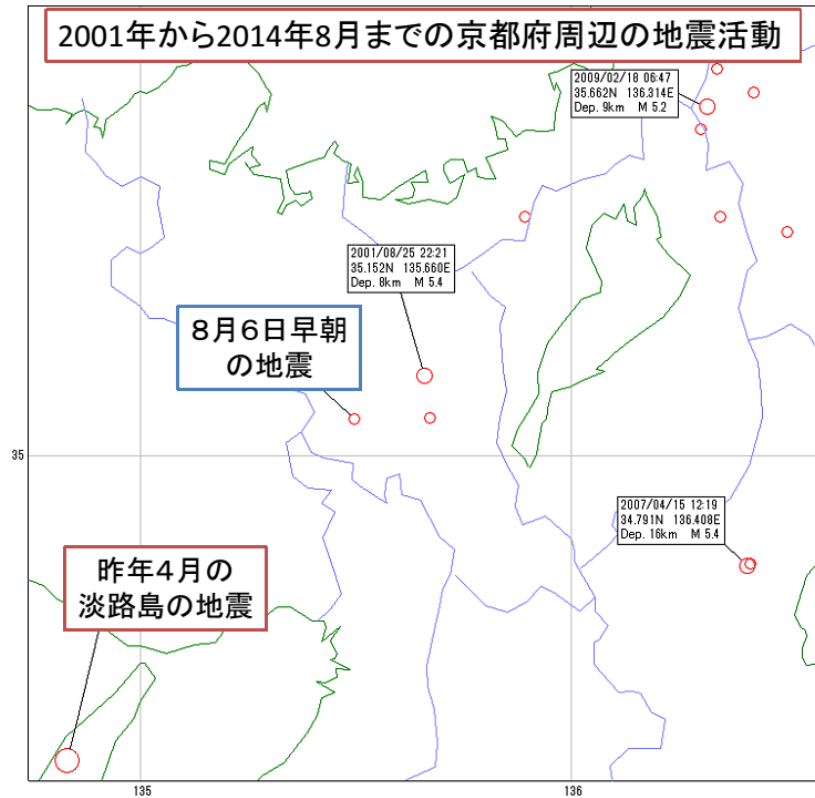 2001年から2014年8月までの京都府周辺の地震活動
2009/02/18 06:47
35.662N 136.314E
Dep. 9km M 5.2
2001/08/25 22:21
35.152N 135.660E
Dep. 8km M 5.4
８月６日早朝
の地震
35
2007/04/15 12:19
34.791N 136.408E
Dep. 16km M 5.4
昨年４月の
淡路島の地震
135
136